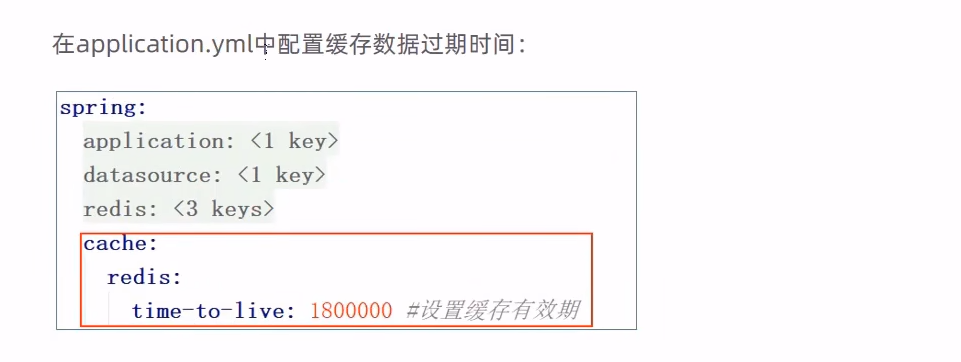 在application.yml中配置缓存数据过期时间：
spring:
application: <1 key>
datasource: <1 key>
redis: <3 keys>
cache:
redis:
time-to-live: 1800000 #设置缓存有效期